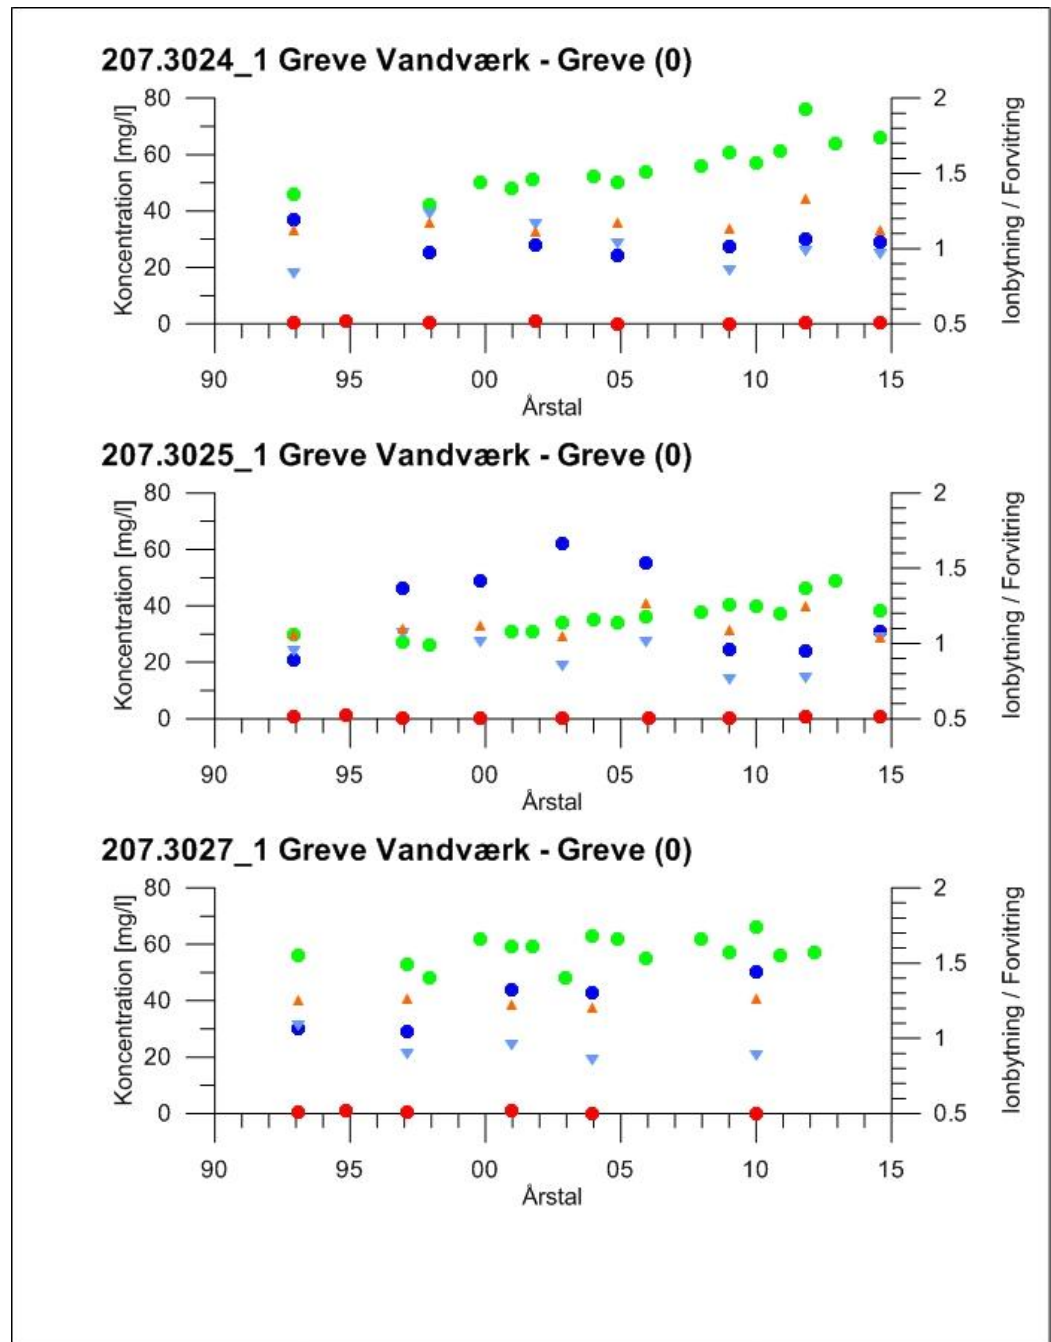 207.3024_1 Greve Vandværk - Greve (0)
Koncentration [mg/l]
80
60
40
20
0
2
1.5
1
0.5
Ionbytning / Forvitring
90 95 00 05 10 15
Årstal
207.3025_1 Greve Vandværk - Greve (0)
Koncentration [mg/l]
80
60
40
20
0
2
1.5
1
0.5
Ionbytning / Forvitring
90 95 00 05 10 15
Årstal
207.3027_1 Greve Vandværk - Greve (0)
Koncentration [mg/l]
80
60
40
20
0
2
1.5
1
0.5
Ionbytning / Forvitring
90 95 00 05 10 15
Årstal